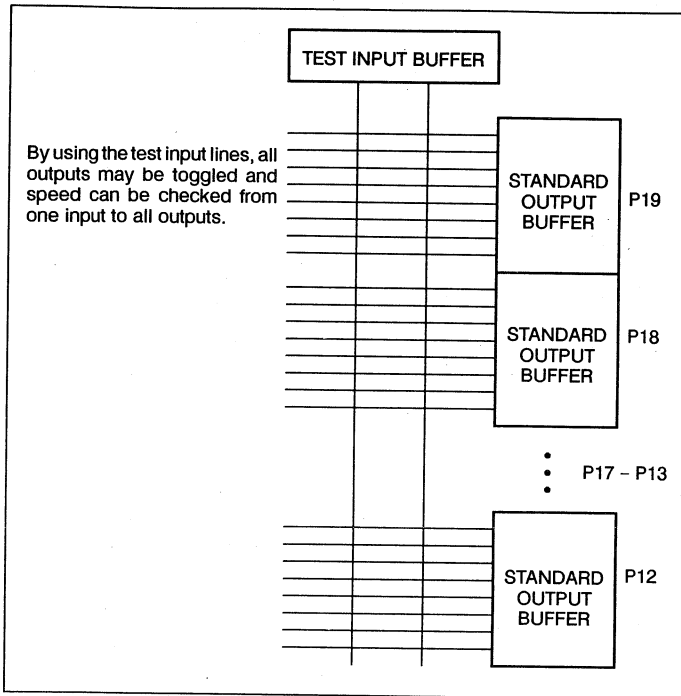 TEST INPUT BUFFER
By using the test input lines, all
outputs may be toggled and
speed can be checked from
one input to all outputs.
STANDARD
OUTPUT
BUFFER
P19
STANDARD
OUTPUT
BUFFER
P18
P17 – P13
STANDARD
OUTPUT
BUFFER
P12